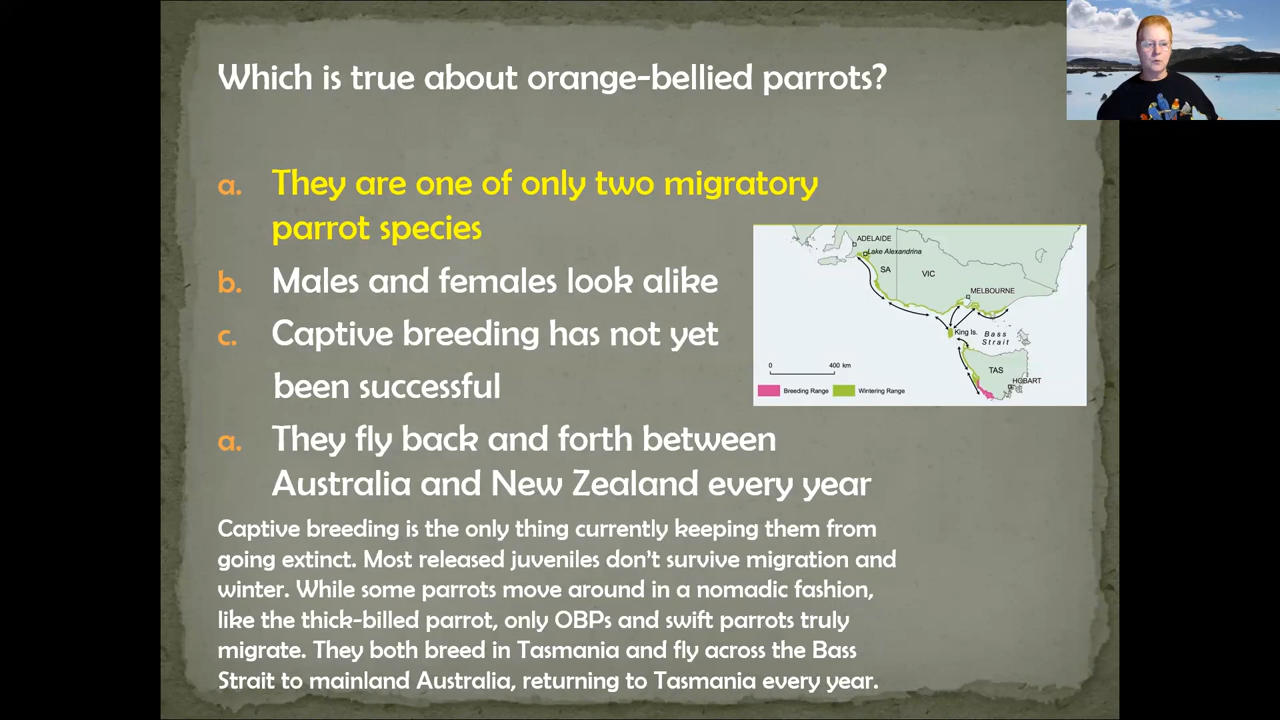 Which is true about orange-bellied parrots?
a. They are one of only two migratory
parrot species
b. Males and females look alike
c. Captive breeding has not yet
been successful
a. They fly back and forth between
Australia and New Zealand every year
Captive breeding is the only thing currently keeping them from
going extinct. Most released juveniles don't survive migration and
winter. While some parrots move around in a nomadic fashion,
like the thick-billed parrot, only OBPs and swift parrots truly
migrate. They both breed in Tasmania and fly across the Bass
Strait to mainland Australia, returning to Tasmania every year.
ADELAIDE
Lake Alexandrina
SA
VIC
MELBOURNE
King Is.
Bass
Strait
0 400 km
TAS
HOBART
Breeding Range
Wintering Range